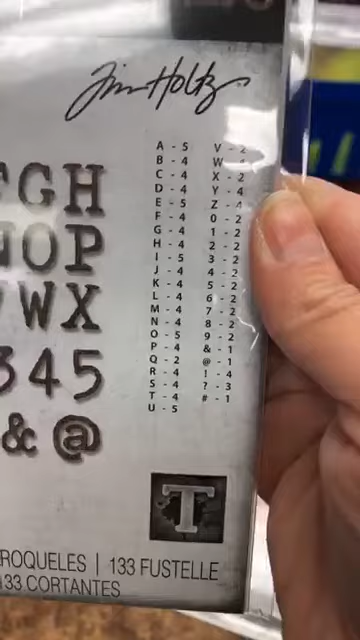 Tim Holtz
A - 5
B - 4
C - 4
D - 4
E - 5
F - 4
G - 4
H - 4
I - 5
J - 4
K - 4
L - 4
M - 4
N - 4
O - 5
P - 4
Q - 2
R - 4
S - 4
T - 4
U - 5
V - 2
W - 4
X - 2
Y - 4
Z - 4
0 - 2
1 - 2
2 - 2
3 - 2
4 - 2
5 - 2
6 - 2
7 - 2
8 - 2
9 - 2
& - 1
@ - 1
! - 4
? - 3
# - 1
GH
OP
WX
345
& @
T
ROQUELES | 133 FUSTELLE
133 CORTANTES